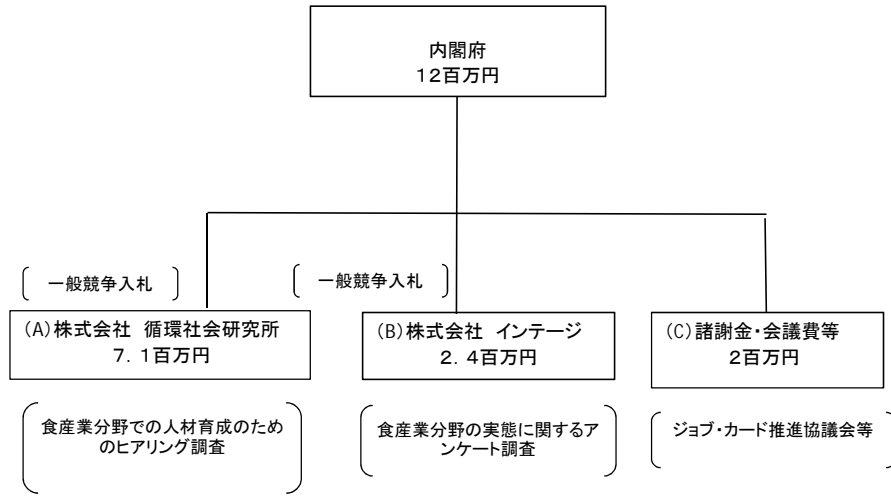 内閣府
１２百万円
一般競争入札
一般競争入札
(A)株式会社　循環社会研究所
７．１百万円
(B)株式会社　インテージ
２．４百万円
(C)諸謝金・会議費等
２百万円
食産業分野での人材育成のため
のヒアリング調査
食産業分野の実態に関するア
ンケート調査
ジョブ・カード推進協議会等